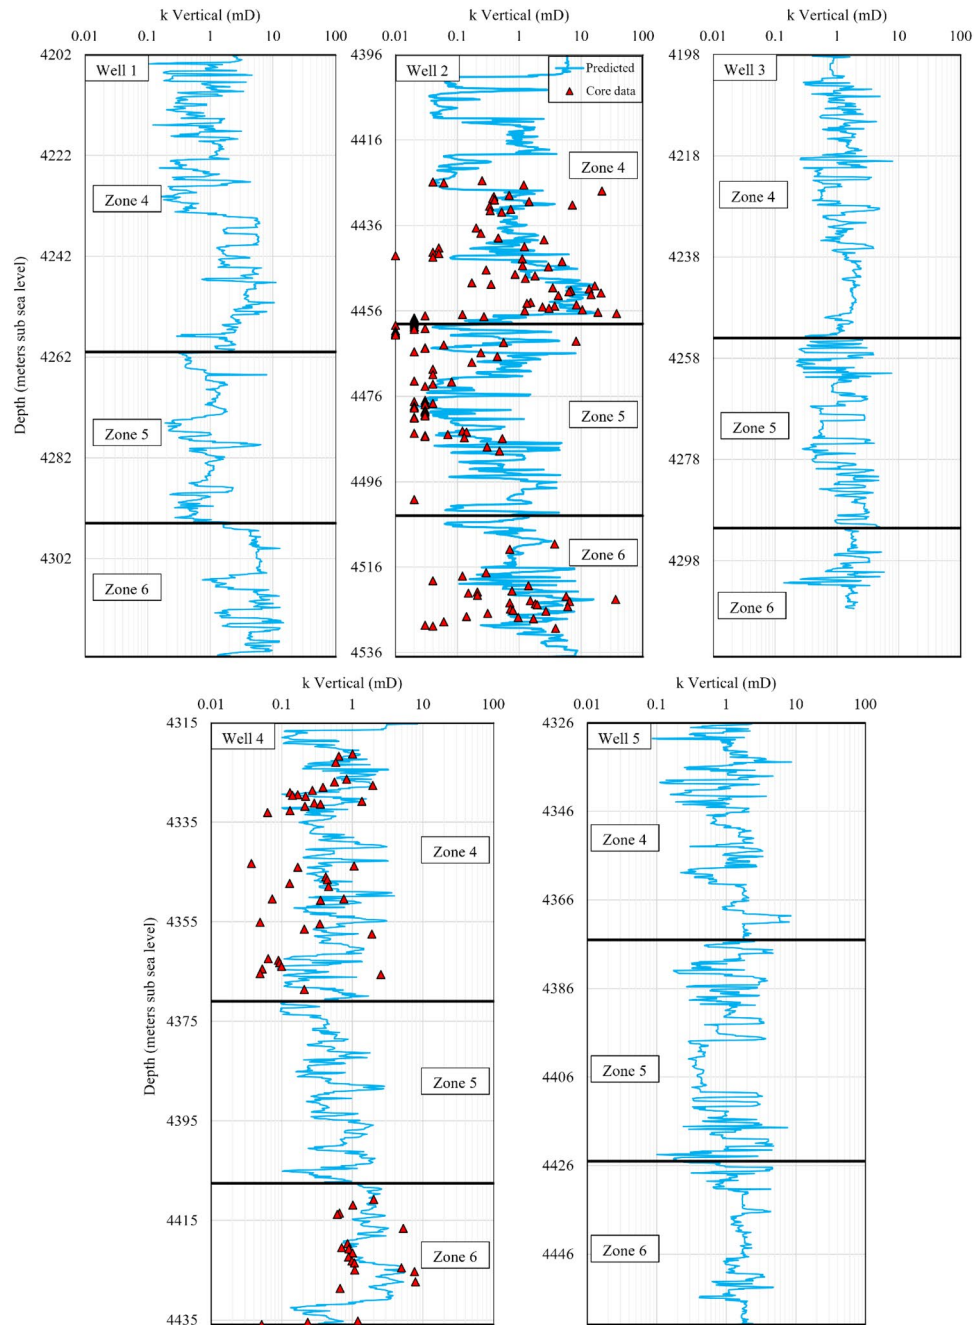 k Vertical (mD)
k Vertical (mD)
k Vertical (mD)
0.01 0.1 1 10 100
0.01 0.1 1 10 100
0.01 0.1 1 10 100
Depth (meters sub sea level)
4202
4222
4242
4262
4282
4302
Well 1
Zone 4
Zone 5
Zone 6
4396
4416
4436
4456
4476
4496
4516
4536
Well 2
Predicted
Core data
Zone 4
Zone 5
Zone 6
4198
4218
4238
4258
4278
4298
Well 3
Zone 4
Zone 5
Zone 6
k Vertical (mD)
k Vertical (mD)
0.01 0.1 1 10 100
0.01 0.1 1 10 100
Depth (meters sub sea level)
4315
4335
4355
4375
4395
4415
4435
Well 4
Zone 4
Zone 5
Zone 6
4326
4346
4366
4386
4406
4426
4446
Well 5
Zone 4
Zone 5
Zone 6